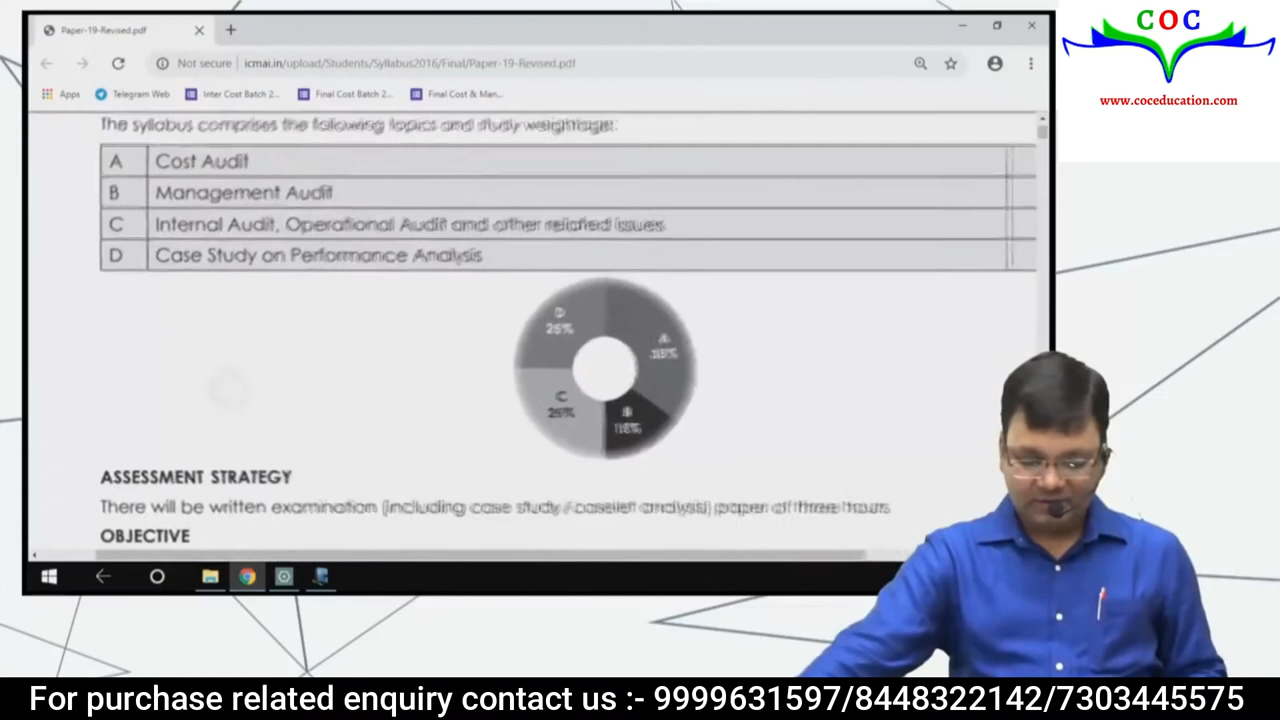 Paper-19-Revised.pdf
COC
www.coceducation.com
Not secure | icmai.in/upload/Students/Syllabus2016/Final/Paper-19-Revised.pdf
Apps Telegram Web Inter Cost Batch 2... Final Cost Batch 2... Final Cost & Man...
The syllabus comprises the following topics and study weightage:
A Cost Audit
B Management Audit
C Internal Audit, Operational Audit and other related issues
D Case Study on Performance Analysis
D
25%
A
C
25%
B
ASSESSMENT STRATEGY
There will be written examination (including case study / caselet analysis) paper of three hours
OBJECTIVE
For purchase related enquiry contact us :- 9999631597/8448322142/7303445575